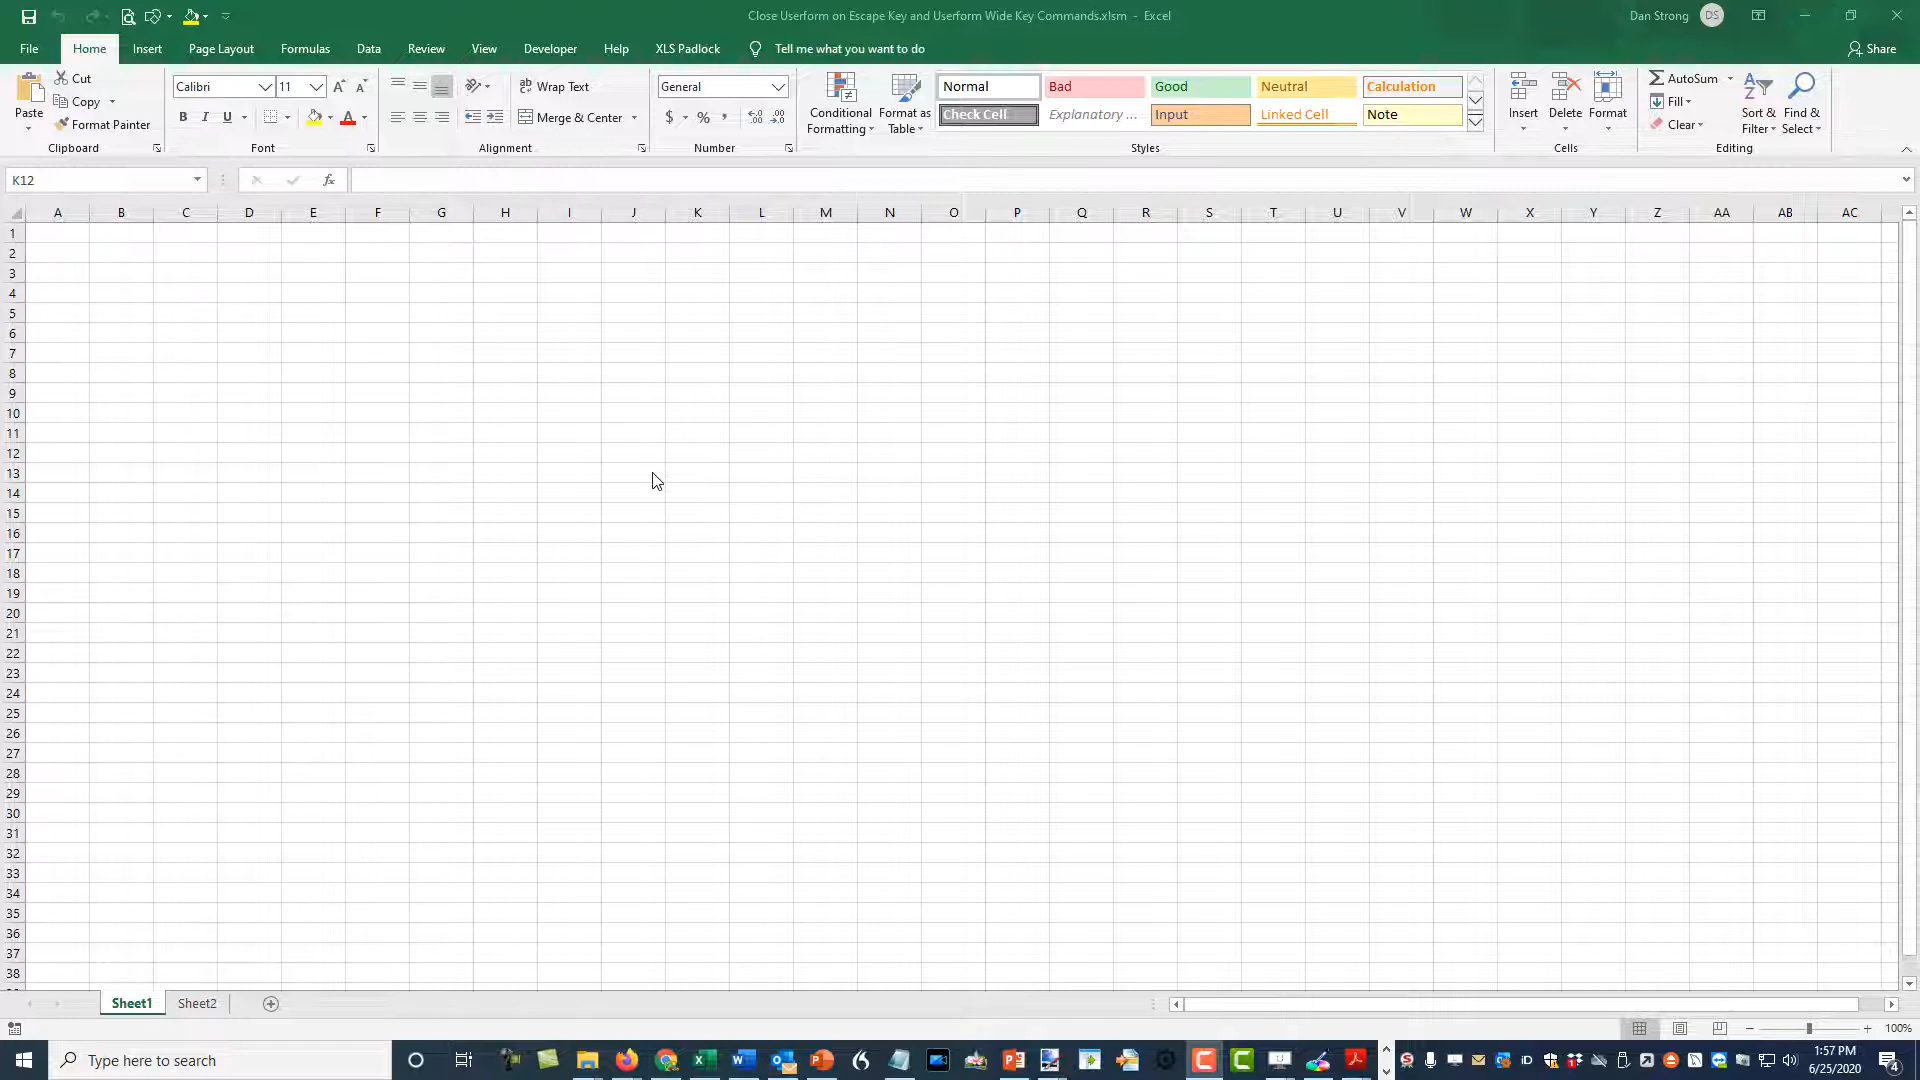 Close Userform on Escape Key and Userform Wide Key Commands.xlsm - Excel
Dan Strong DS
File Home Insert Page Layout Formulas Data Review View Developer Help XLS Padlock Tell me what you want to do Share
Paste Cut
Copy
Format Painter
Clipboard
Calibri 11
B I U A
Font
Wrap Text
Merge & Center
Alignment
General
$ % ,
Number
Conditional Formatting
Format as Table
Normal Bad Good Neutral Calculation
Check Cell Explanatory ... Input Linked Cell Note
Styles
Insert Delete Format
Cells
AutoSum
Fill
Clear
Sort & Filter
Find & Select
Editing
K12 fx
A B C D E F G H I J K L M N O P Q R S T U V W X Y Z AA AB AC
1
2
3
4
5
6
7
8
9
10
11
12
13
14
15
16
17
18
19
20
21
22
23
24
25
26
27
28
29
30
31
32
33
34
35
36
37
38
Sheet1 Sheet2
100%
Type here to search
1:57 PM
6/25/2020
4